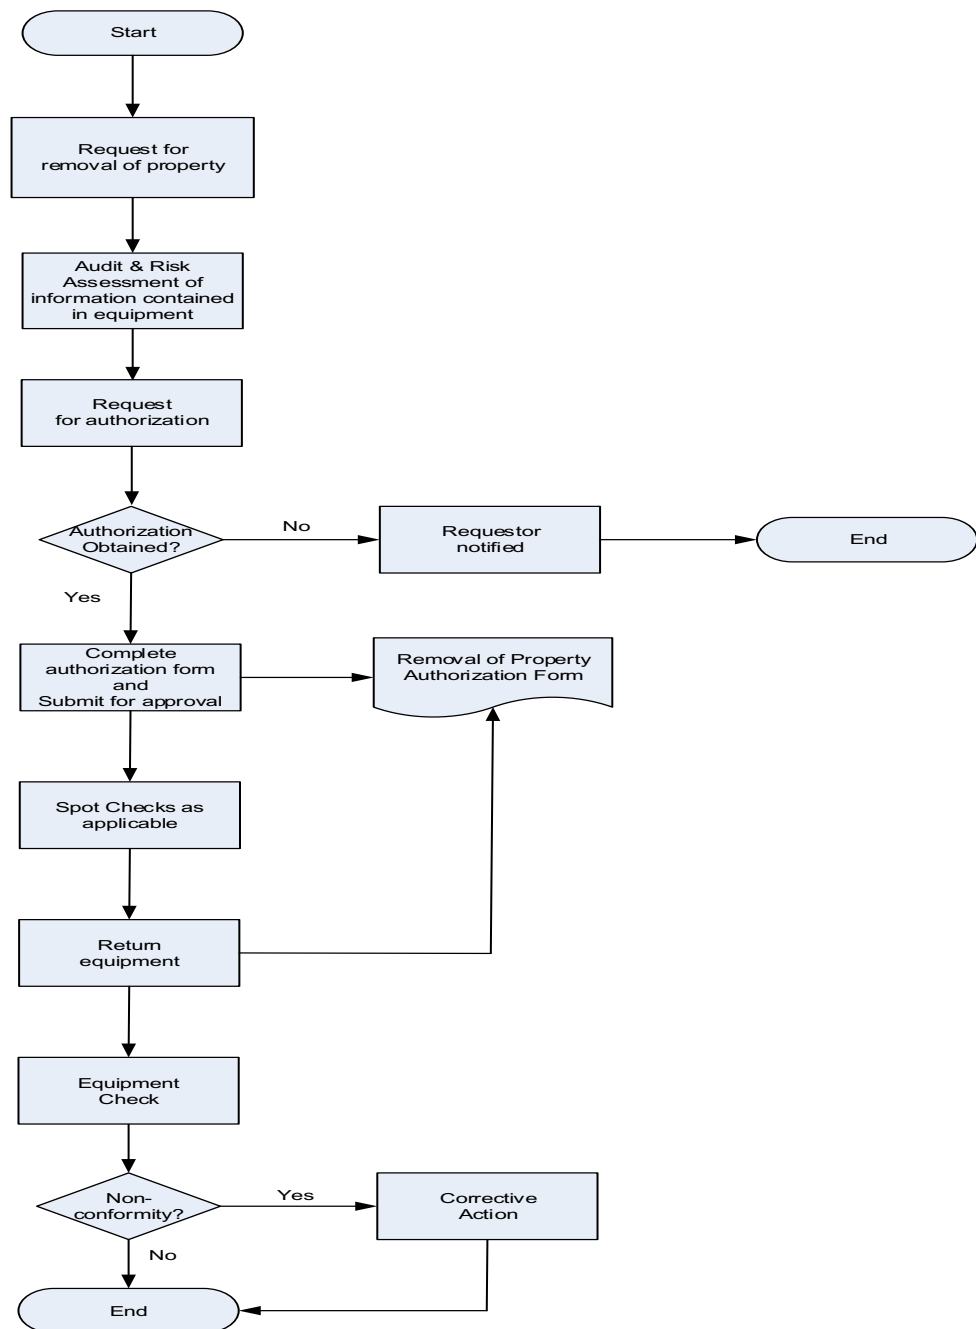 Start
Request for
removal of property
Audit & Risk
Assessment of
information contained
in equipment
Request
for authorization
Authorization
Obtained?
No
Requestor
notified
End
Yes
Complete
authorization form
and
Submit for approval
Removal of Property
Authorization Form
Spot Checks as
applicable
Return
equipment
Equipment
Check
Non-
conformity?
Yes
Corrective
Action
No
End